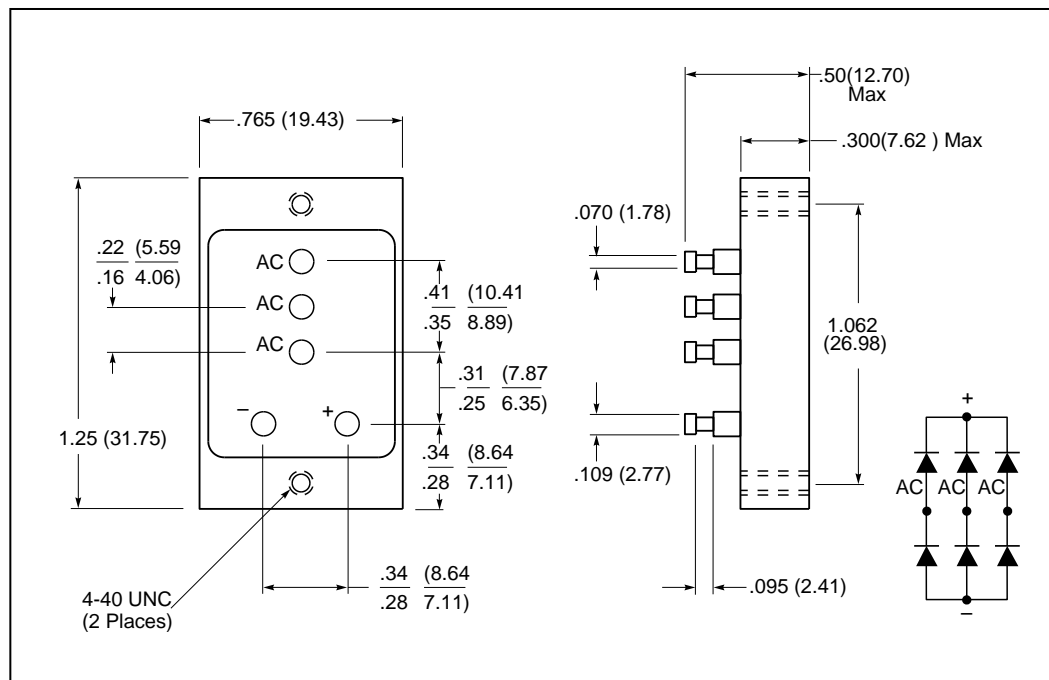 .765 (19.43)
.50(12.70)
Max
.300(7.62 ) Max
.070 (1.78)
.22 (5.59
.16 4.06)
AC
AC
AC
.41 (10.41
.35 8.89)
1.062
(26.98)
.31 (7.87
.25 6.35)
– +
1.25 (31.75)
.34 (8.64
.28 7.11)
.109 (2.77)
+
AC AC AC
–
.34 (8.64
.28 7.11)
.095 (2.41)
4-40 UNC
(2 Places)